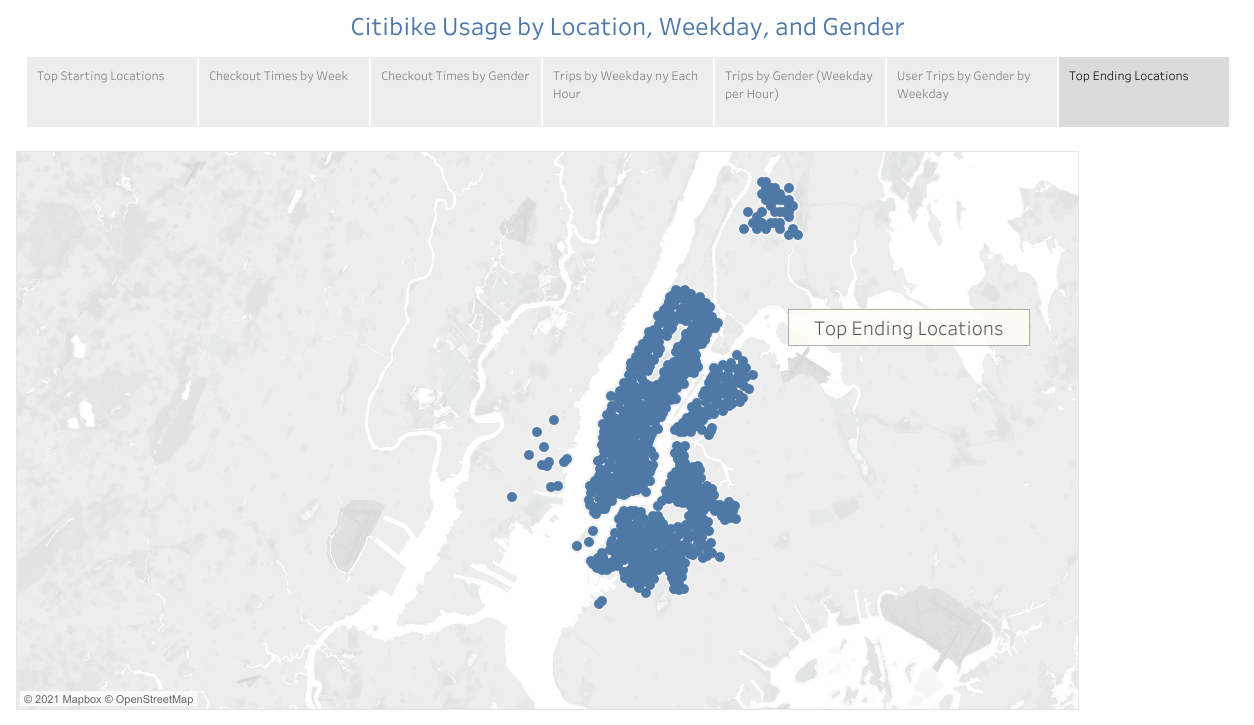 Citibike Usage by Location, Weekday, and Gender
Top Starting Locations
Checkout Times by Week
Checkout Times by Gender
Trips by Weekday ny Each
Hour
Trips by Gender (Weekday
per Hour)
User Trips by Gender by
Weekday
Top Ending Locations
Top Ending Locations
© 2021 Mapbox © OpenStreetMap